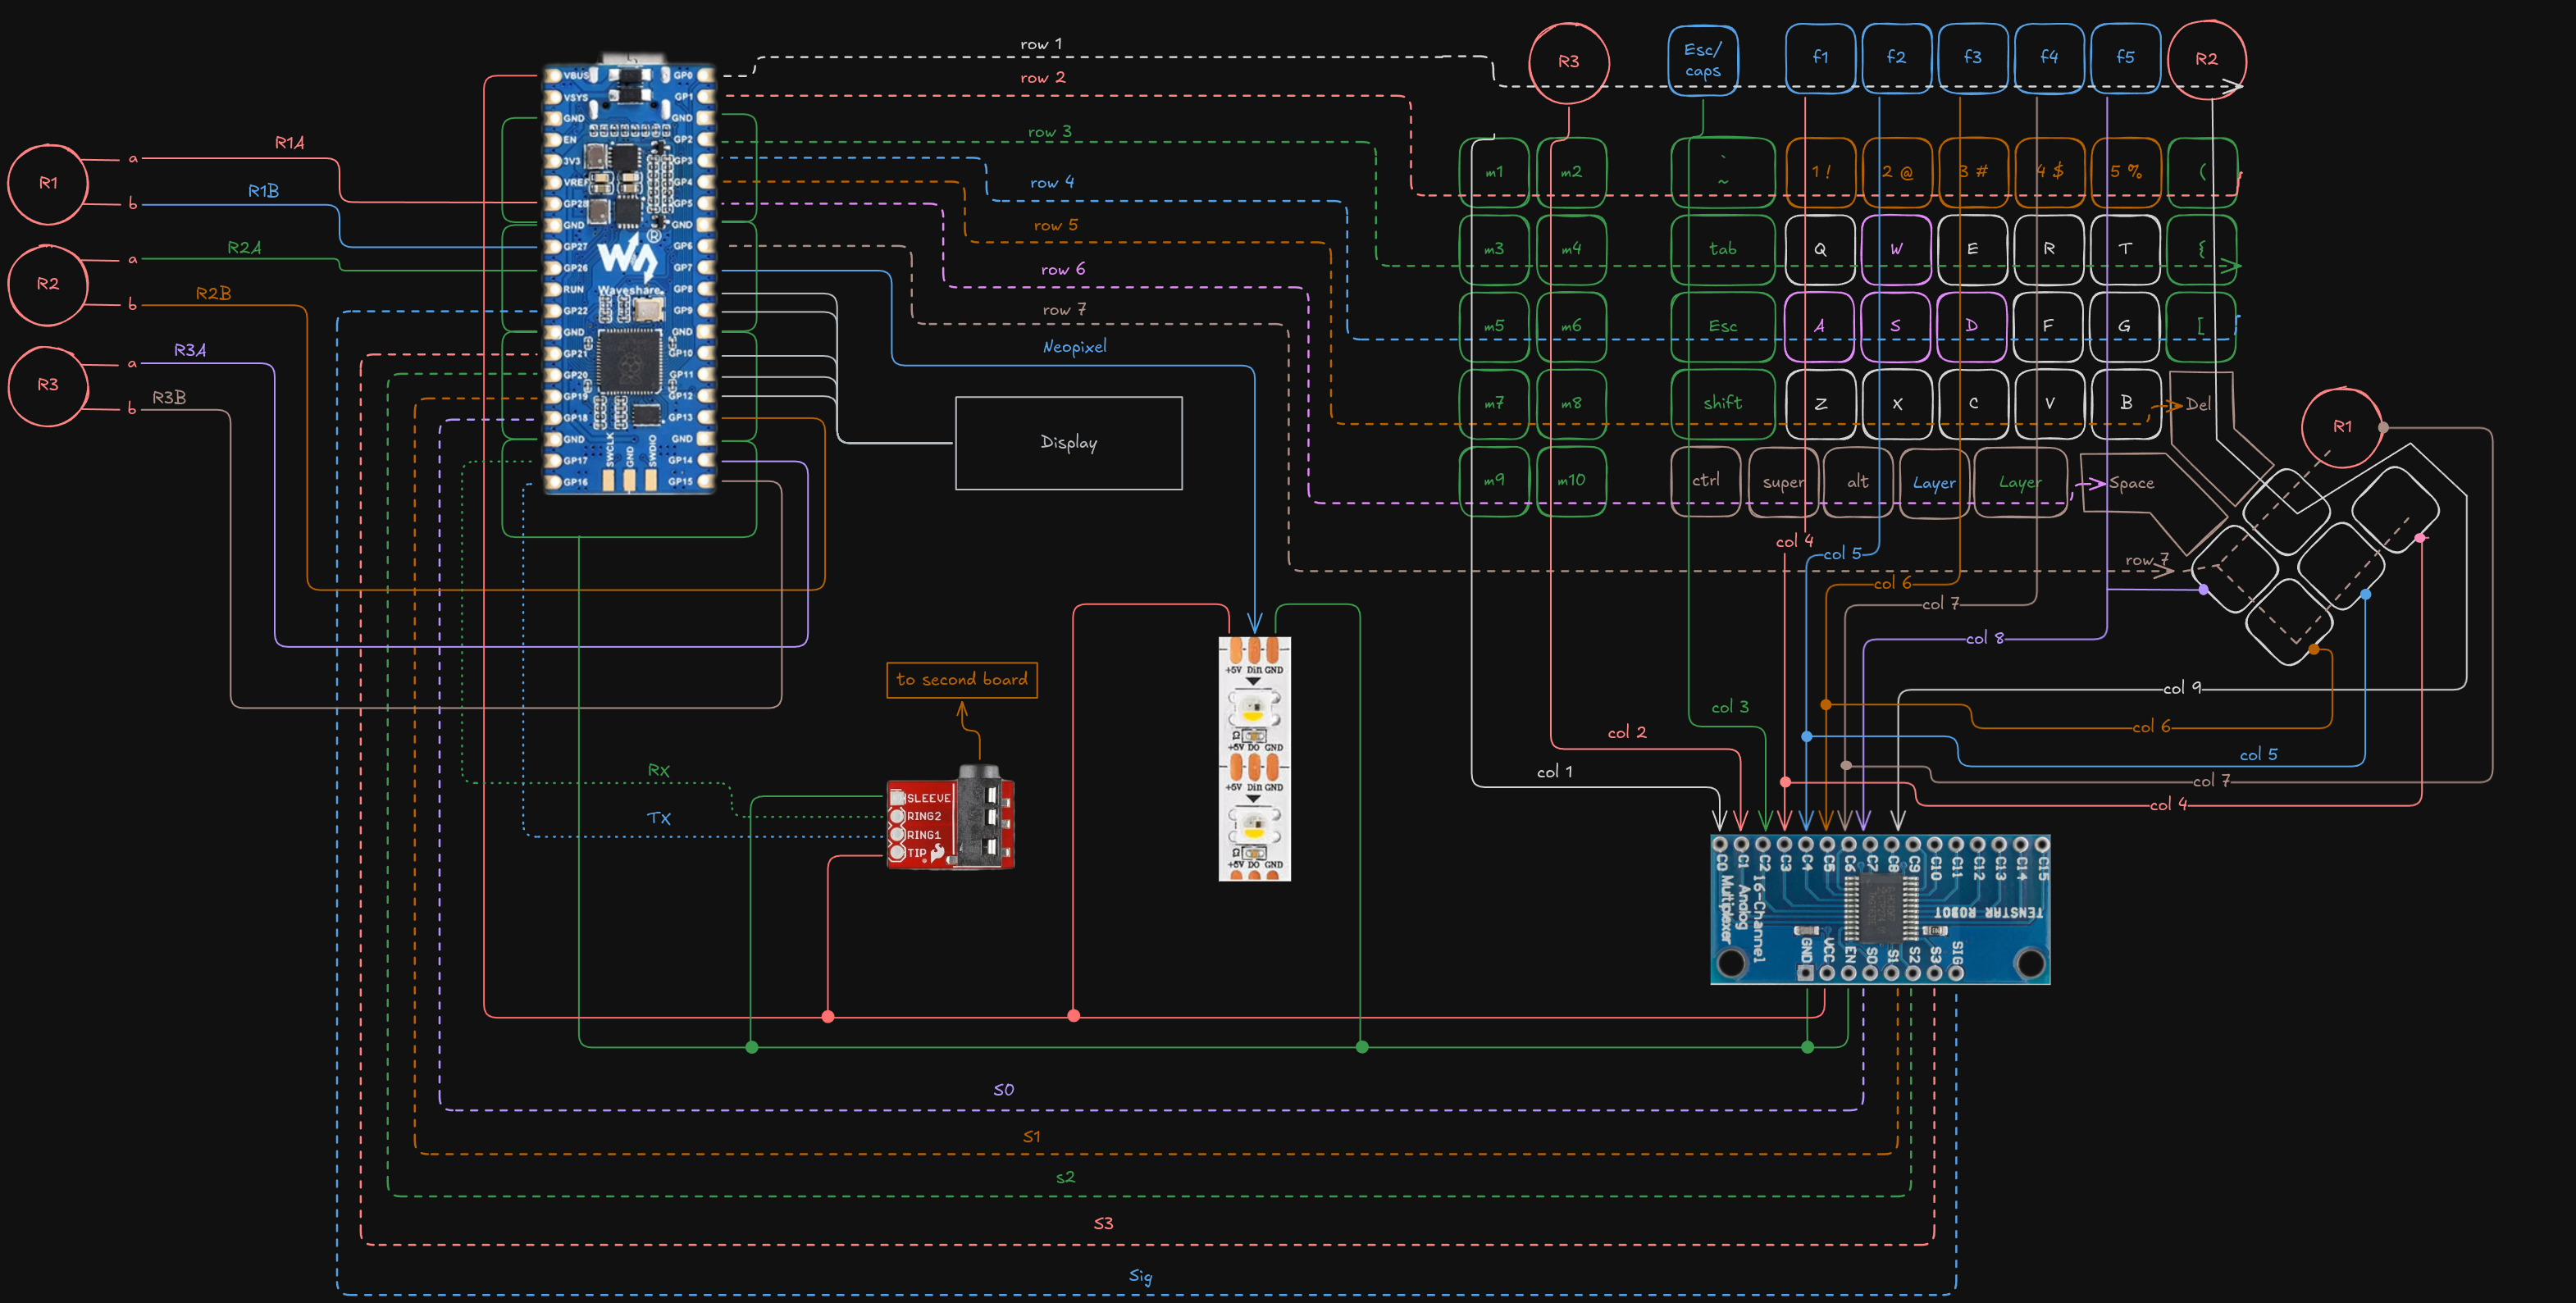 row 1
row 2
row 3
row 4
row 5
row 6
row 7
Neopixel
R1
a
b
R1A
R1B
R2
a
b
R2A
R2B
R3
a
b
R3A
R3B
VBUS
VSYS
GND
EN
3V3
VREF
GP28
GND
GP27
GP26
RUN
GP22
GND
GP21
GP20
GP19
GP18
GND
GP17
GP16
GP0
GP1
GND
GP2
GP3
GP4
GP5
GND
GP6
GP7
GP8
GP9
GND
GP10
GP11
GP12
GP13
GND
GP14
GP15
Waveshare
SWCLK
GND
SWDIO
Display
R3
Esc/
caps
f1
f2
f3
f4
f5
R2
m1
m2
`
~
1 !
2 @
3 #
4 $
5 %
(
m3
m4
tab
Q
W
E
R
T
{
m5
m6
Esc
A
S
D
F
G
[
m7
m8
shift
Z
X
C
V
B
Del
R1
m9
m10
ctrl
super
alt
Layer
Layer
Space
row 7
col 4
col 5
col 6
col 7
col 8
col 9
col 3
col 2
col 1
col 6
col 5
col 7
col 4
to second board
Rx
TX
SLEEVE
RING2
RING1
TIP
+5V Din GND
+5V DO GND
+5V Din GND
+5V DO GND
C0
C1
C2
C3
C4
C5
C6
C7
C8
C9
C10
C11
C12
C13
C14
C15
16-Channel
Analog
Multiplexer
TENSTAR ROBOT
GND
VCC
EN
S0
S1
S2
S3
SIG
S0
S1
s2
S3
Sig